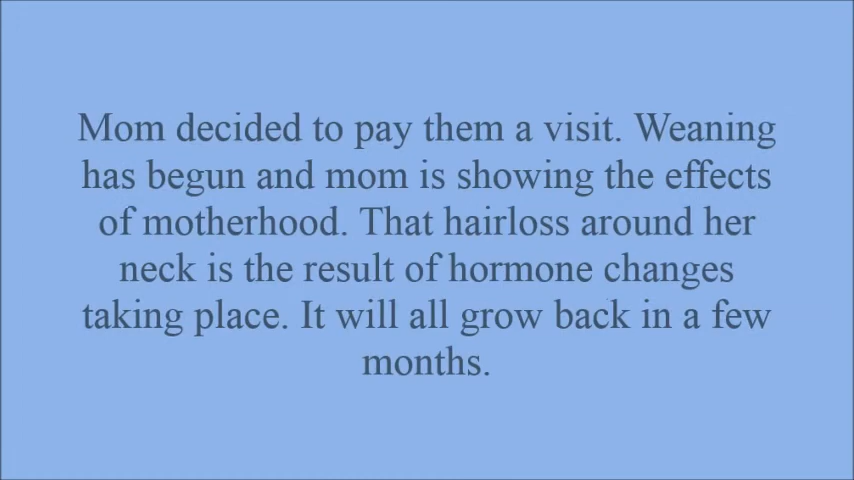 Mom decided to pay them a visit. Weaning
has begun and mom is showing the effects
of motherhood. That hairloss around her
neck is the result of hormone changes
taking place. It will all grow back in a few
months.